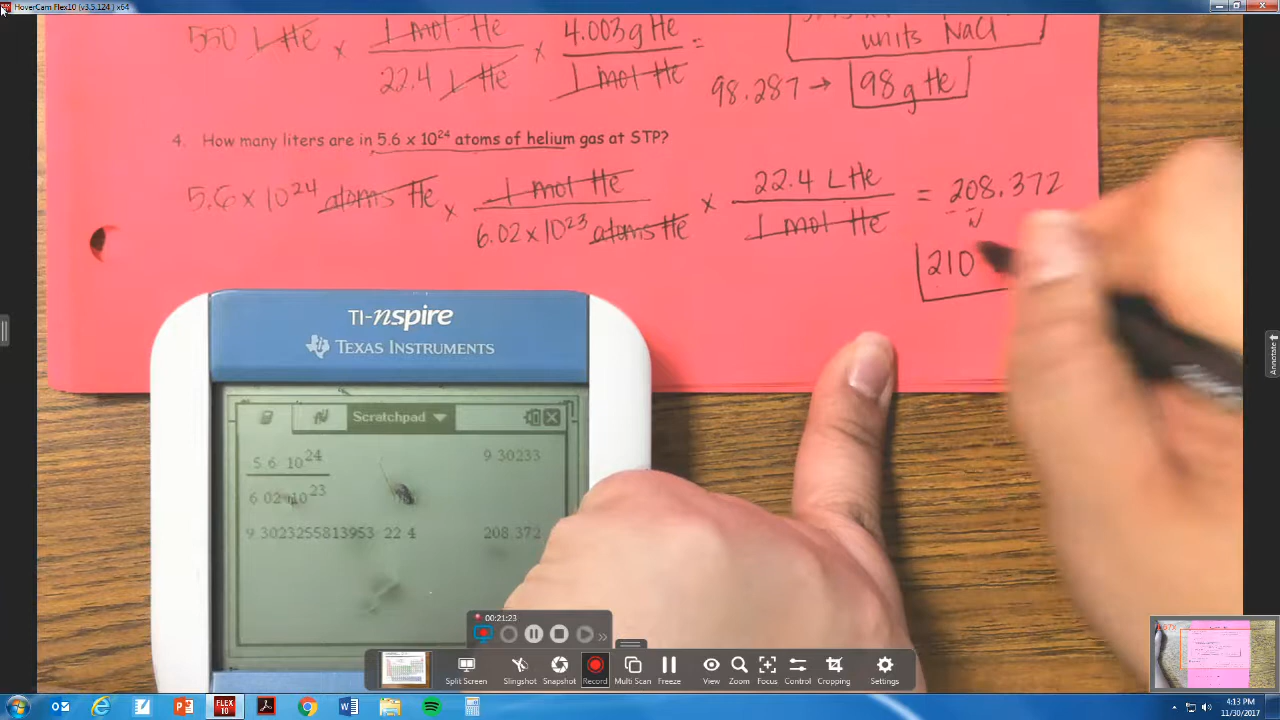 HoverCam Flex10 (v3.5.124 ) x64
550 L He x 1 mol He / 22.4 L He x 4.003 g He / 1 mol He =
units NaCl
98.287 → 98 g He
4. How many liters are in 5.6 x 10²⁴ atoms of helium gas at STP?
5.6 x 10²⁴ atoms He x 1 mol He / 6.02 x 10²³ atoms He x 22.4 L He / 1 mol He = 208.372
210
TI-nspire
TEXAS INSTRUMENTS
Scratchpad
5.6 10²⁴ / 6.02 10²³ 9.30233
9.3023255813953 22.4 208.372
Annotate
00:21:23
Split Screen Slingshot Snapshot Record Multi Scan Freeze View Zoom Focus Control Cropping Settings
FLEX 10
4:13 PM
11/30/2017